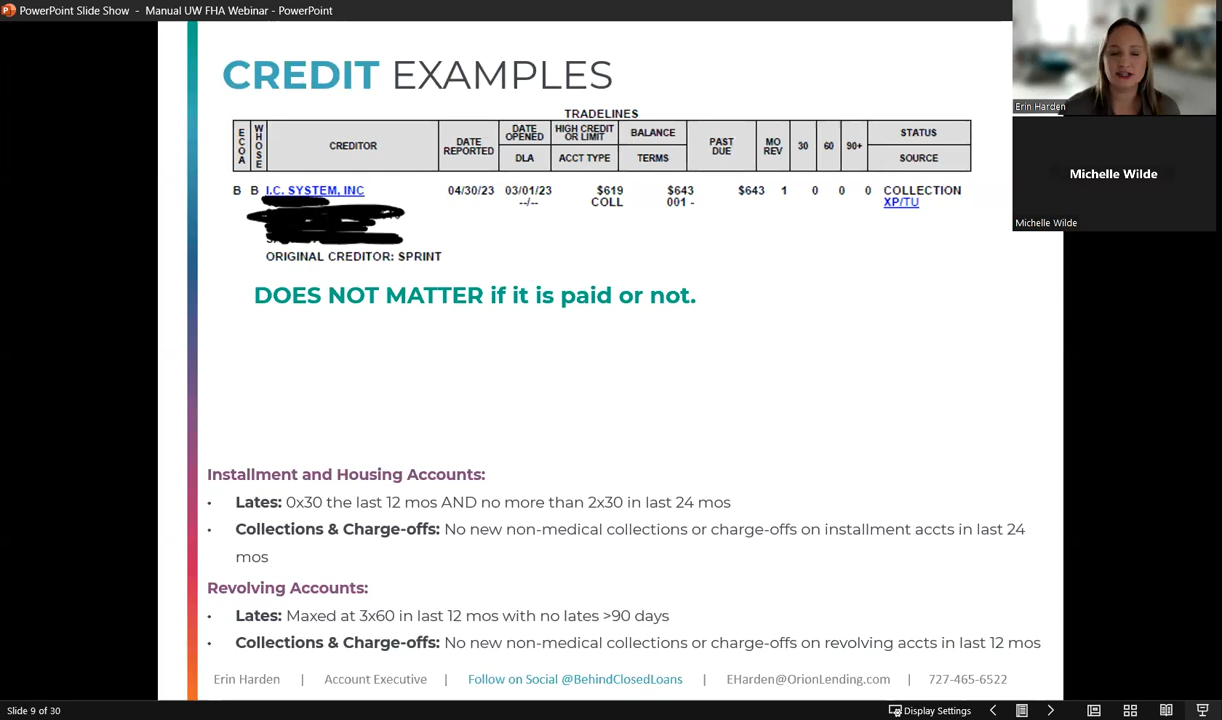 PowerPoint Slide Show - Manual UW FHA Webinar - PowerPoint
CREDIT EXAMPLES
TRADELINES
ECOA WHOSE CREDITOR DATE REPORTED DATE OPENED HIGH CREDIT OR LIMIT BALANCE PAST DUE MO REV 30 60 90+ STATUS
DLA ACCT TYPE TERMS SOURCE
B B I.C. SYSTEM, INC 04/30/23 03/01/23 $619 $643 $643 1 0 0 0 COLLECTION
--/-- COLL 001 - XP/TU
ORIGINAL CREDITOR: SPRINT
DOES NOT MATTER if it is paid or not.
Installment and Housing Accounts:
• Lates: 0x30 the last 12 mos AND no more than 2x30 in last 24 mos
• Collections & Charge-offs: No new non-medical collections or charge-offs on installment accts in last 24
mos
Revolving Accounts:
• Lates: Maxed at 3x60 in last 12 mos with no lates >90 days
• Collections & Charge-offs: No new non-medical collections or charge-offs on revolving accts in last 12 mos
Erin Harden | Account Executive | Follow on Social @BehindClosedLoans | EHarden@OrionLending.com | 727-465-6522
Erin Harden
Michelle Wilde
Michelle Wilde
Slide 9 of 30
Display Settings